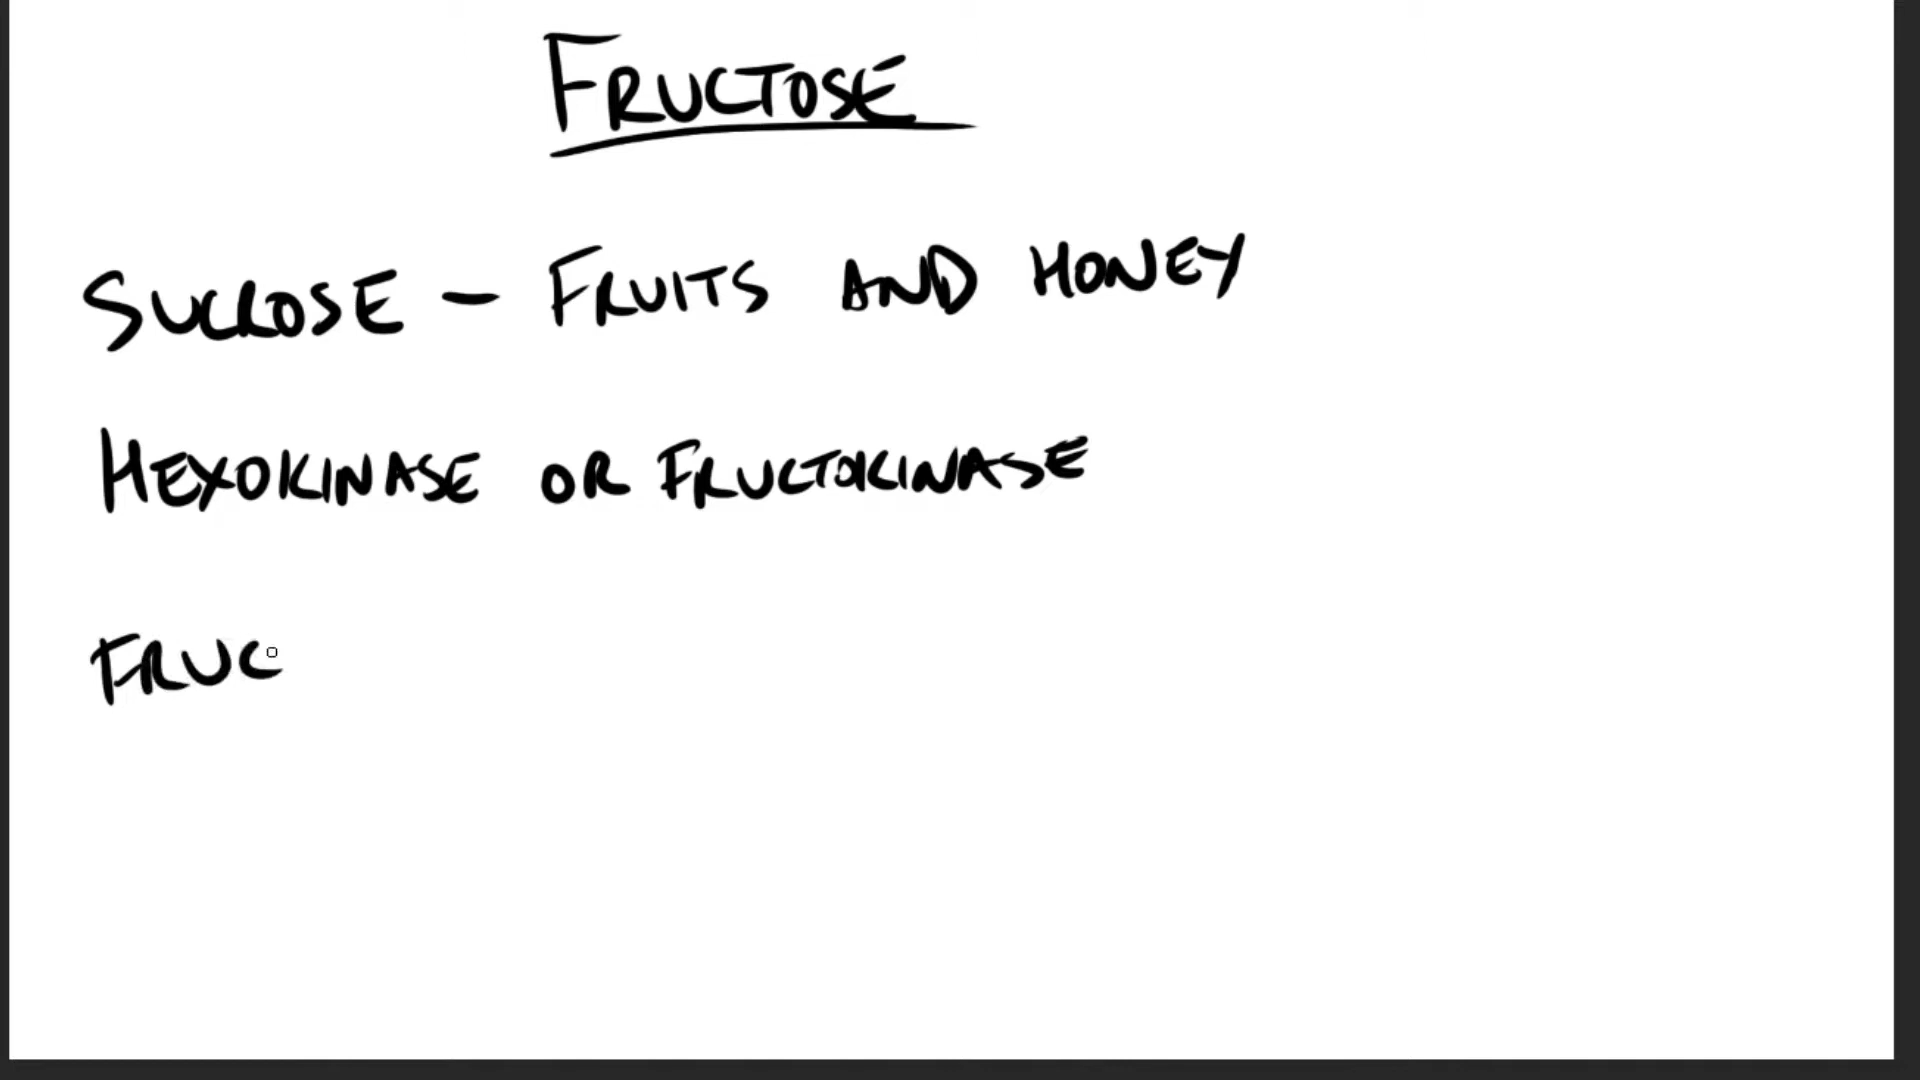 FRUCTOSE
SUCROSE - FRUITS AND HONEY
HEXOKINASE OR FRUCTOKINASE
FRUC